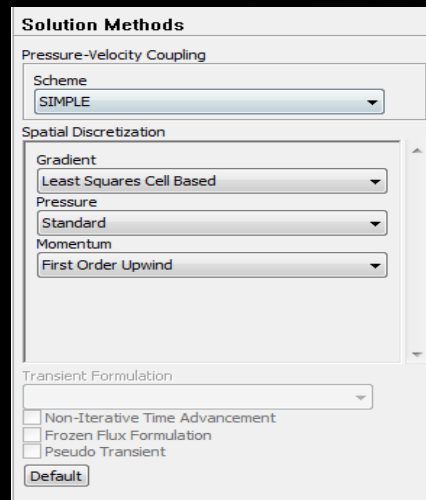 Solution Methods
Pressure-Velocity Coupling
Scheme
SIMPLE
Spatial Discretization
Gradient
Least Squares Cell Based
Pressure
Standard
Momentum
First Order Upwind
Transient Formulation
Non-Iterative Time Advancement
Frozen Flux Formulation
Pseudo Transient
Default